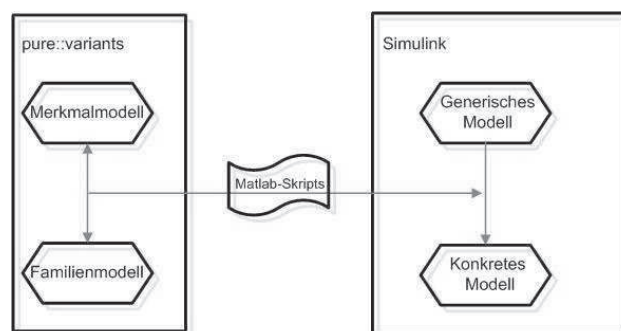 pure::variants
Merkmalmodell
Familienmodell
Matlab-Skripts
Simulink
Generisches
Modell
Konkretes
Modell